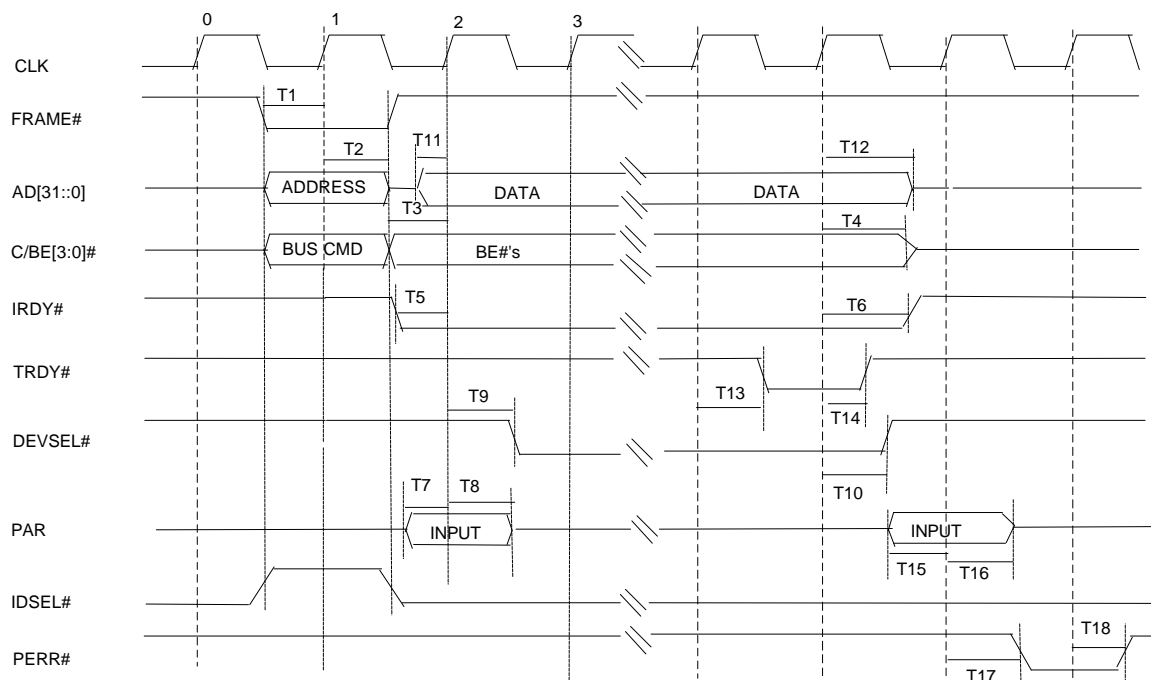 0 1 2 3
CLK
T1
FRAME#
T11
T2 T12
AD[31::0] ADDRESS DATA DATA
T3 T4
C/BE[3:0]# BUS CMD BE#'s
T5 T6
IRDY#
TRDY#
T9 T13 T14
DEVSEL#
T7 T8 T10
PAR INPUT INPUT
T15 T16
IDSEL#
T18
PERR#
T17